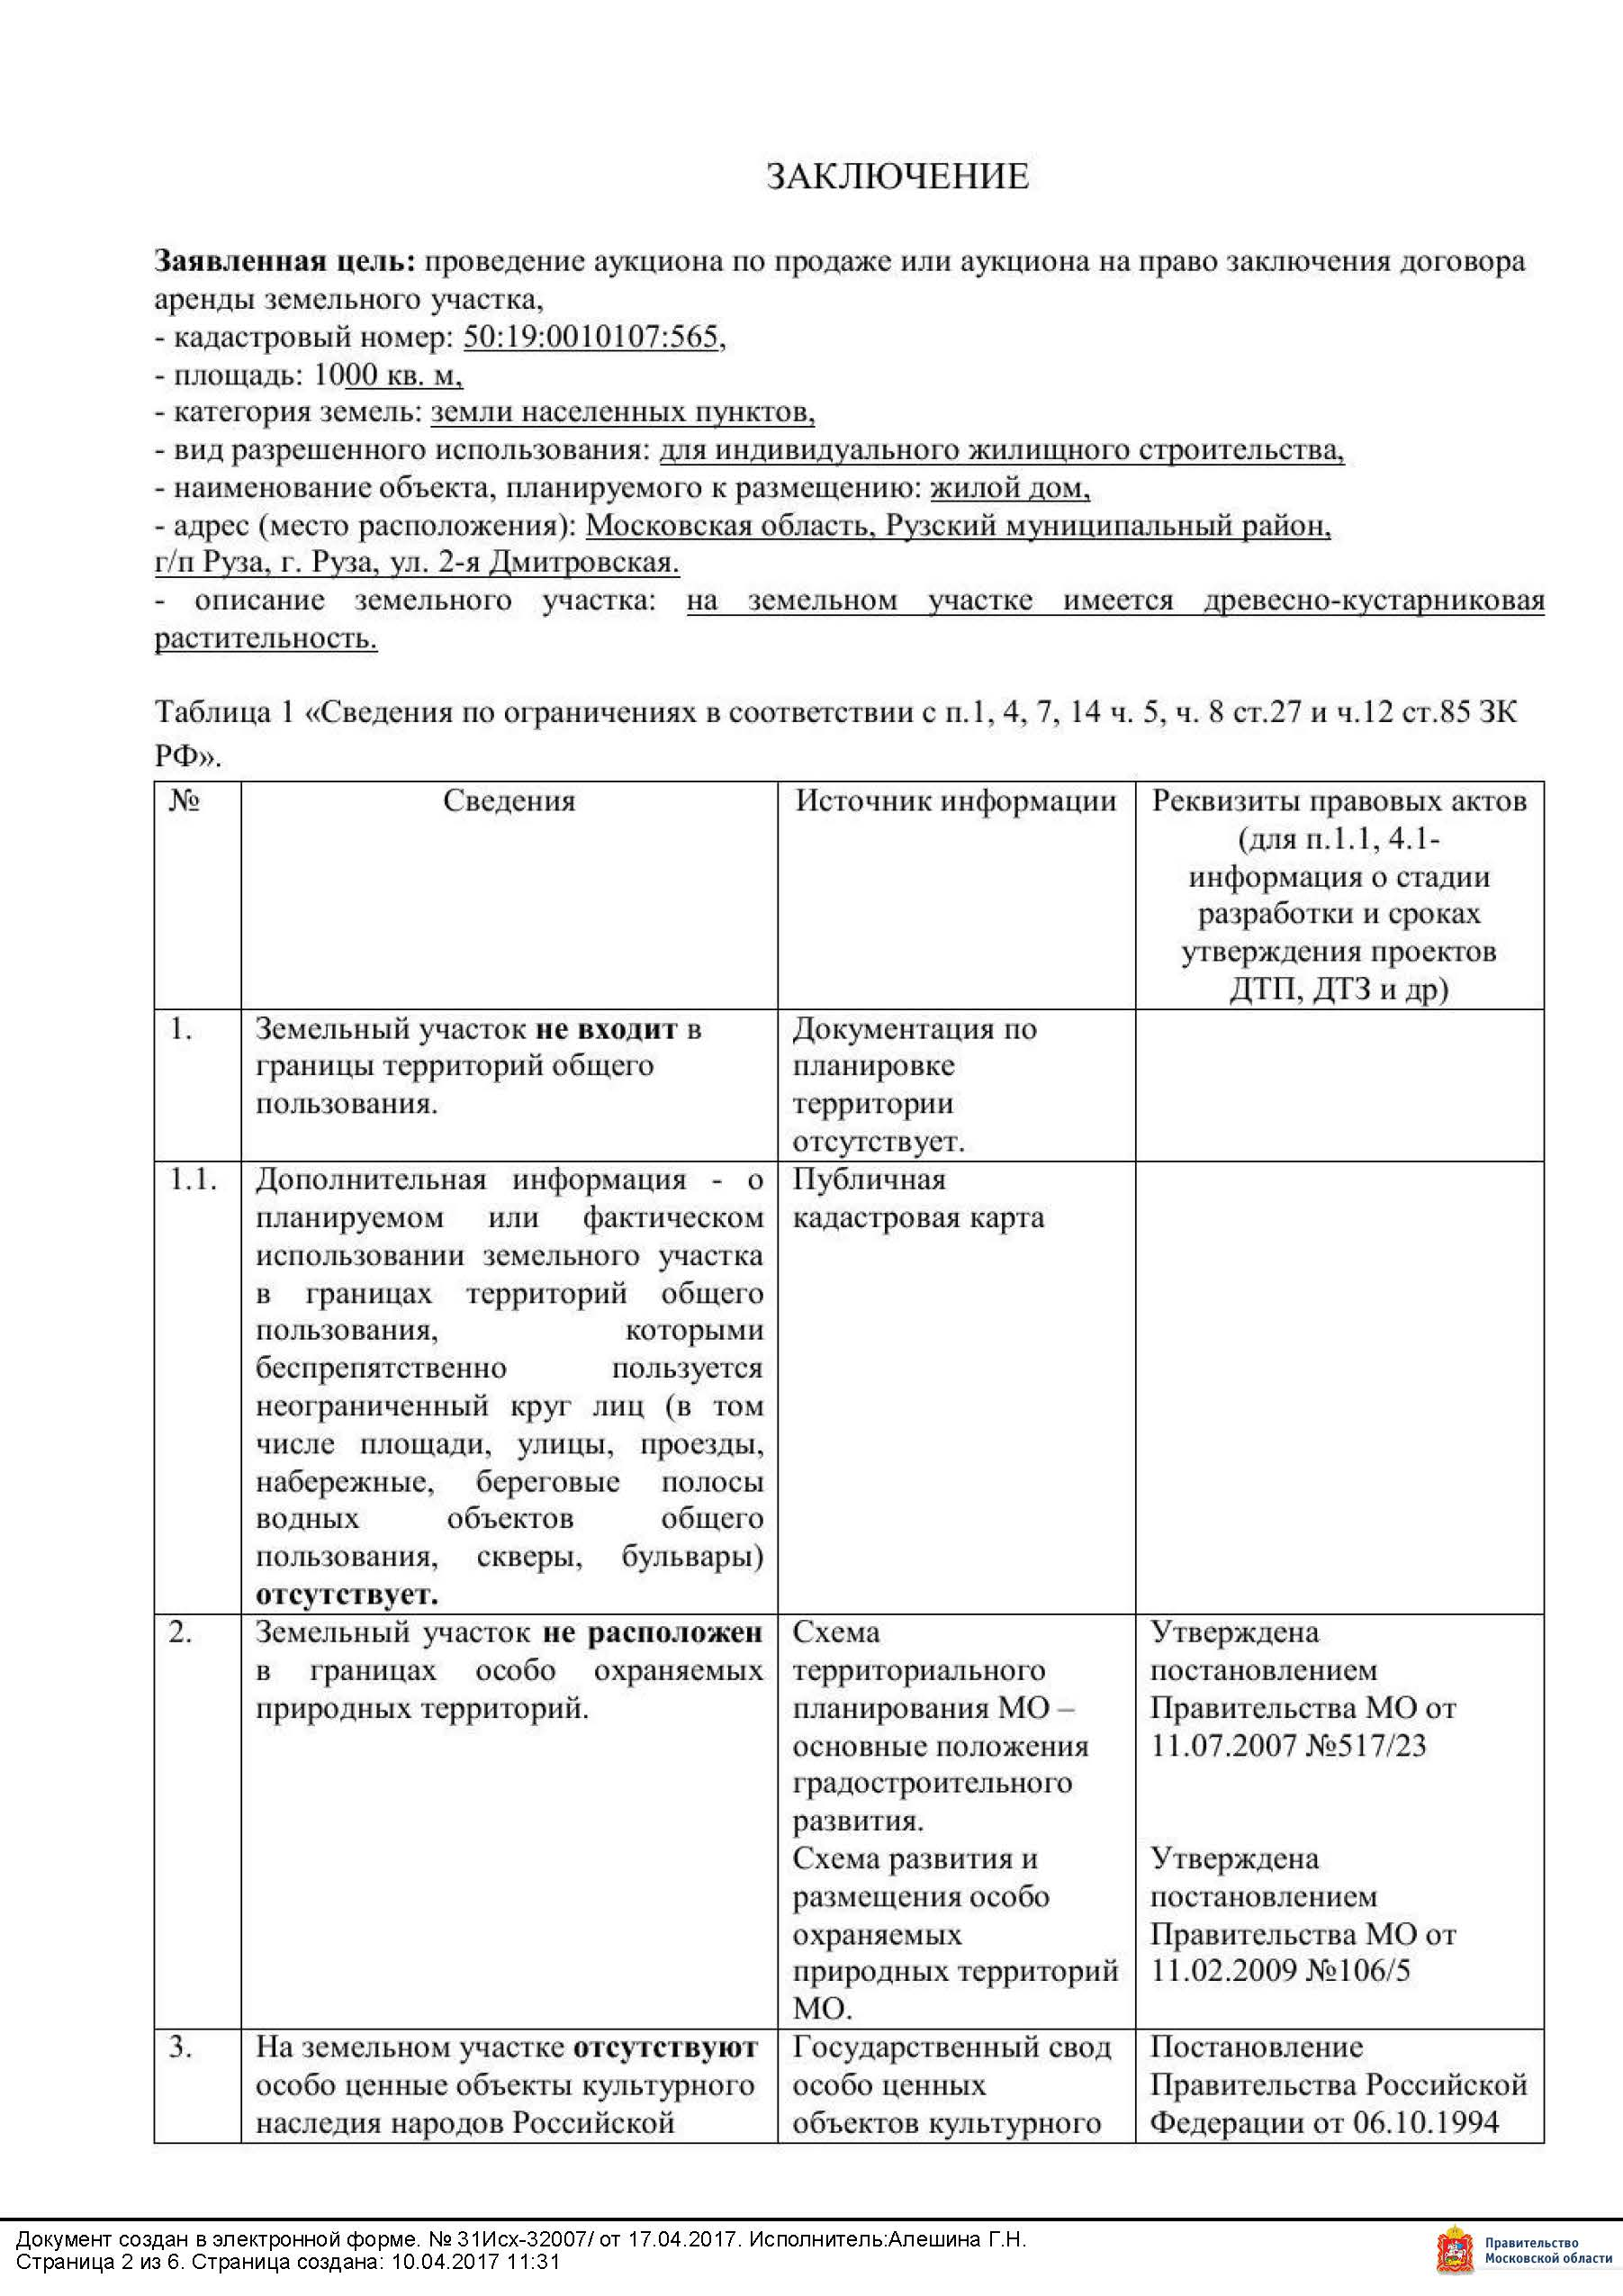 ЗАКЛЮЧЕНИЕ
Заявленная цель: проведение аукциона по продаже или аукциона на право заключения договора
аренды земельного участка,
- кадастровый номер: 50:19:0010107:565,
- площадь: 1000 кв. м,
- категория земель: земли населенных пунктов,
- вид разрешенного использования: для индивидуального жилищного строительства,
- наименование объекта, планируемого к размещению: жилой дом,
- адрес (место расположения): Московская область, Рузский муниципальный район,
г/п Руза, г. Руза, ул. 2-я Дмитровская.
- описание земельного участка: на земельном участке имеется древесно-кустарниковая
растительность.
Таблица 1 «Сведения по ограничениях в соответствии с п.1, 4, 7, 14 ч. 5, ч. 8 ст.27 и ч.12 ст.85 ЗК
РФ».
№
Сведения
Источник информации
Реквизиты правовых актов
(для п.1.1, 4.1-
информация о стадии
разработки и сроках
утверждения проектов
ДТП, ДТЗ и др)
1.
Земельный участок не входит в
границы территорий общего
пользования.
Документация по
планировке
территории
отсутствует.
1.1.
Дополнительная информация - о
планируемом или фактическом
использовании земельного участка
в границах территорий общего
пользования, которыми
беспрепятственно пользуется
неограниченный круг лиц (в том
числе площади, улицы, проезды,
набережные, береговые полосы
водных объектов общего
пользования, скверы, бульвары)
отсутствует.
Публичная
кадастровая карта
2.
Земельный участок не расположен
в границах особо охраняемых
природных территорий.
Схема
территориального
планирования МО –
основные положения
градостроительного
развития.
Схема развития и
размещения особо
охраняемых
природных территорий
МО.
Утверждена
постановлением
Правительства МО от
11.07.2007 №517/23
Утверждена
постановлением
Правительства МО от
11.02.2009 №106/5
3.
На земельном участке отсутствуют
особо ценные объекты культурного
наследия народов Российской
Государственный свод
особо ценных
объектов культурного
Постановление
Правительства Российской
Федерации от 06.10.1994
Документ создан в электронной форме. № 31Исх-32007/ от 17.04.2017. Исполнитель:Алешина Г.Н.
Страница 2 из 6. Страница создана: 10.04.2017 11:31
Правительство
Московской области